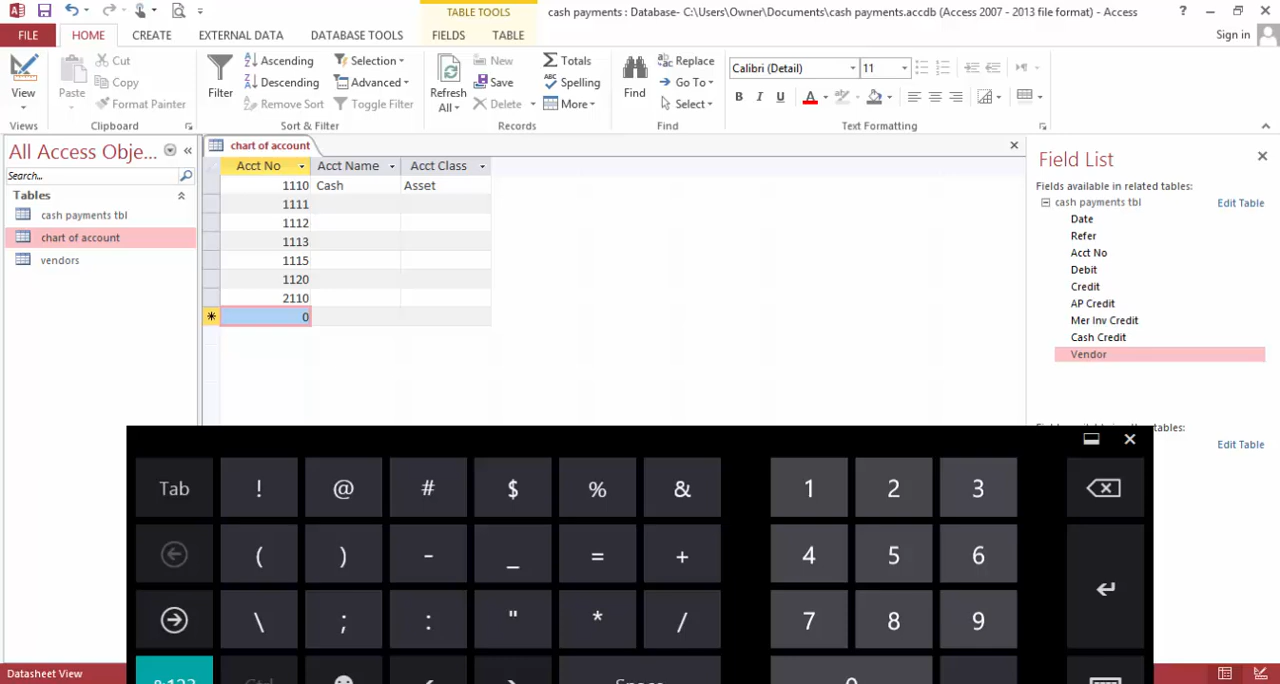 TABLE TOOLS
cash payments : Database- C:\Users\Owner\Documents\cash payments.accdb (Access 2007 - 2013 file format) - Access
?
FILE HOME CREATE EXTERNAL DATA DATABASE TOOLS FIELDS TABLE
Sign in
View
Views
Paste
Cut
Copy
Format Painter
Clipboard
Filter
Ascending
Descending
Remove Sort
Selection
Advanced
Toggle Filter
Sort & Filter
Refresh
All
New
Save
Delete
Totals
Spelling
More
Records
Find
Replace
Go To
Select
Find
Calibri (Detail) 11
B I U A
Text Formatting
All Access Obje...
Search...
Tables
cash payments tbl
chart of account
vendors
chart of account
Acct No Acct Name Acct Class
1110 Cash Asset
1111
1112
1113
1115
1120
2110
* 0
Field List
Fields available in related tables:
cash payments tbl Edit Table
Date
Refer
Acct No
Debit
Credit
AP Credit
Mer Inv Credit
Cash Credit
Vendor
Edit Table
Tab ! @ # $ % & 1 2 3
( ) - _ = + 4 5 6
\ ; : " * / 7 8 9
&123 Ctrl Space 0
Datasheet View